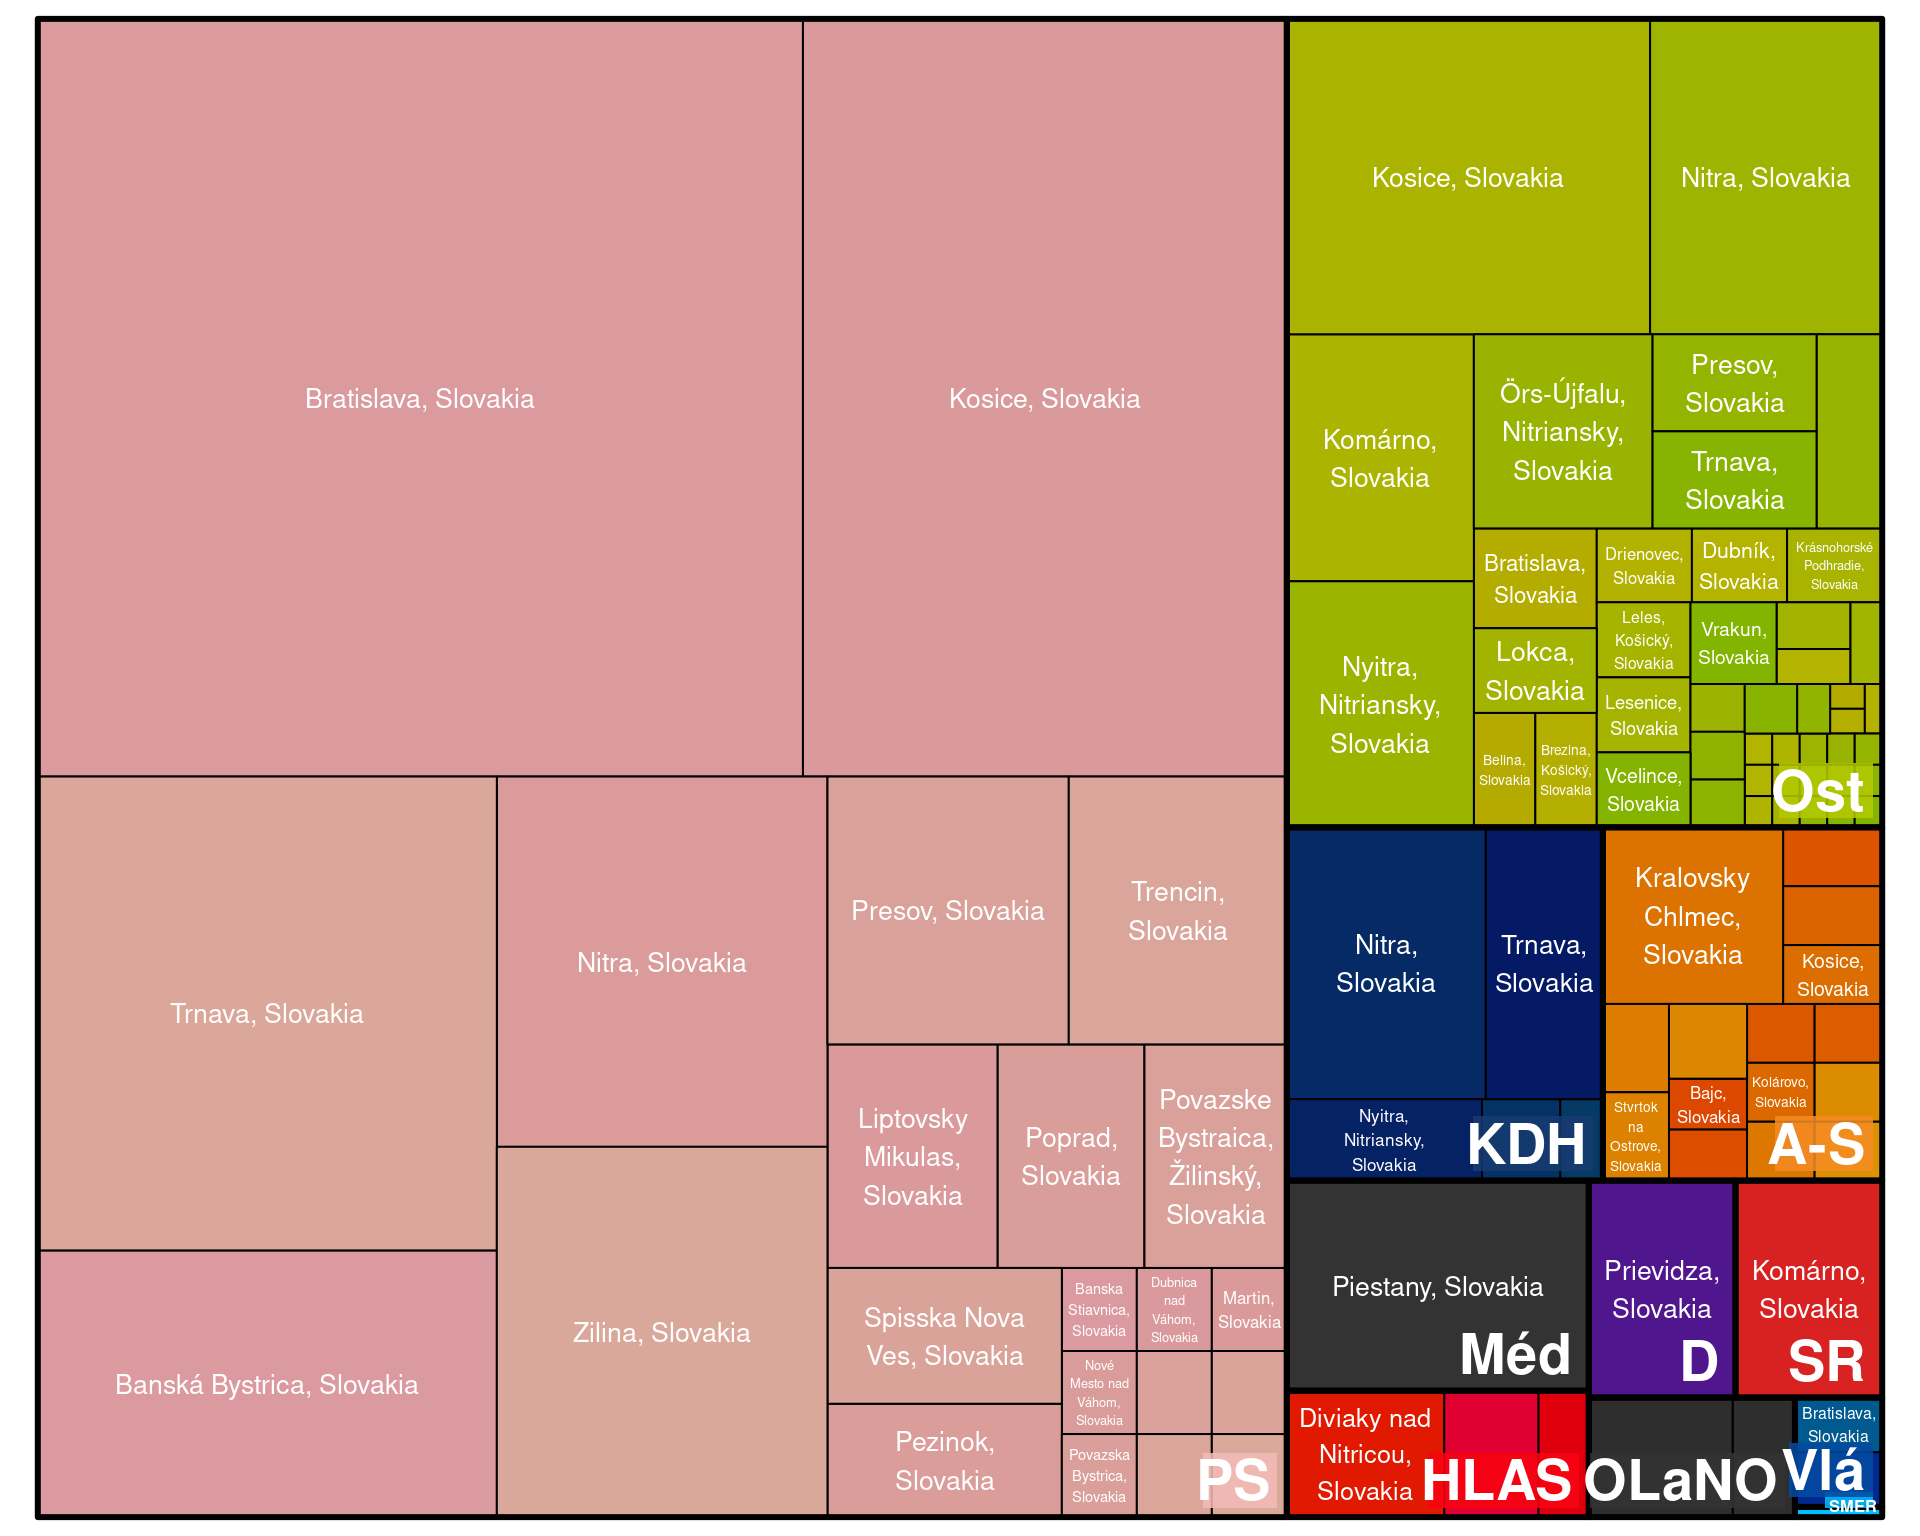 Bratislava, Slovakia
Kosice, Slovakia
Trnava, Slovakia
Banská Bystrica, Slovakia
Nitra, Slovakia
Zilina, Slovakia
Presov, Slovakia
Trencin,
Slovakia
Liptovsky
Mikulas,
Slovakia
Poprad,
Slovakia
Povazske
Bystraica,
Žilinský,
Slovakia
Spisska Nova
Ves, Slovakia
Pezinok,
Slovakia
Banska
Stiavnica,
Slovakia
Dubnica
nad
Váhom,
Slovakia
Martin,
Slovakia
Nové
Mesto nad
Váhom,
Slovakia
Povazska
Bystrica,
Slovakia
PS
Kosice, Slovakia
Nitra, Slovakia
Komárno,
Slovakia
Nyitra,
Nitriansky,
Slovakia
Örs-Újfalu,
Nitriansky,
Slovakia
Presov,
Slovakia
Trnava,
Slovakia
Bratislava,
Slovakia
Lokca,
Slovakia
Belina,
Slovakia
Brezina,
Košický,
Slovakia
Drienovec,
Slovakia
Dubník,
Slovakia
Krásnohorské
Podhradie,
Slovakia
Leles,
Košický,
Slovakia
Lesenice,
Slovakia
Vcelince,
Slovakia
Vrakun,
Slovakia
Ost
Nitra,
Slovakia
Trnava,
Slovakia
Nyitra,
Nitriansky,
Slovakia
KDH
Kralovsky
Chlmec,
Slovakia
Kosice,
Slovakia
Stvrtok
na
Ostrove,
Slovakia
Bajc,
Slovakia
Kolárovo,
Slovakia
A-S
Piestany, Slovakia
Méd
Prievidza,
Slovakia
D
Komárno,
Slovakia
SR
Diviaky nad
Nitricou,
Slovakia
HLAS
OLaNO
Bratislava,
Slovakia
Vlá
SMER